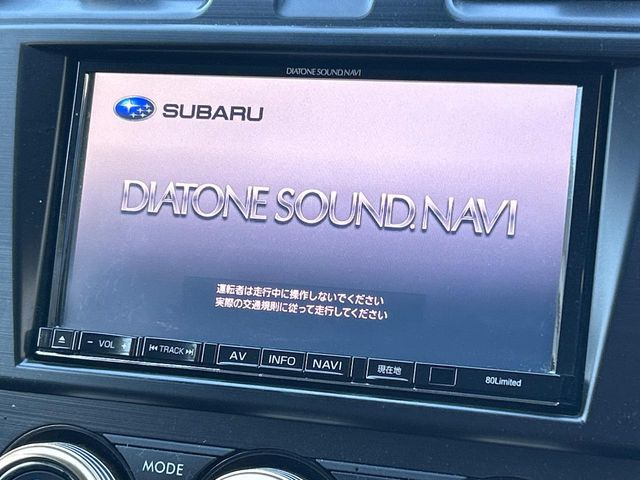 DIATONE SOUND.NAVI
SUBARU
DIATONE SOUND.NAVI
運転者は走行中に操作しないでください
実際の交通規則に従って走行してください
− VOL +
TRACK
AV
INFO
NAVI
現在地
80Limited
MODE